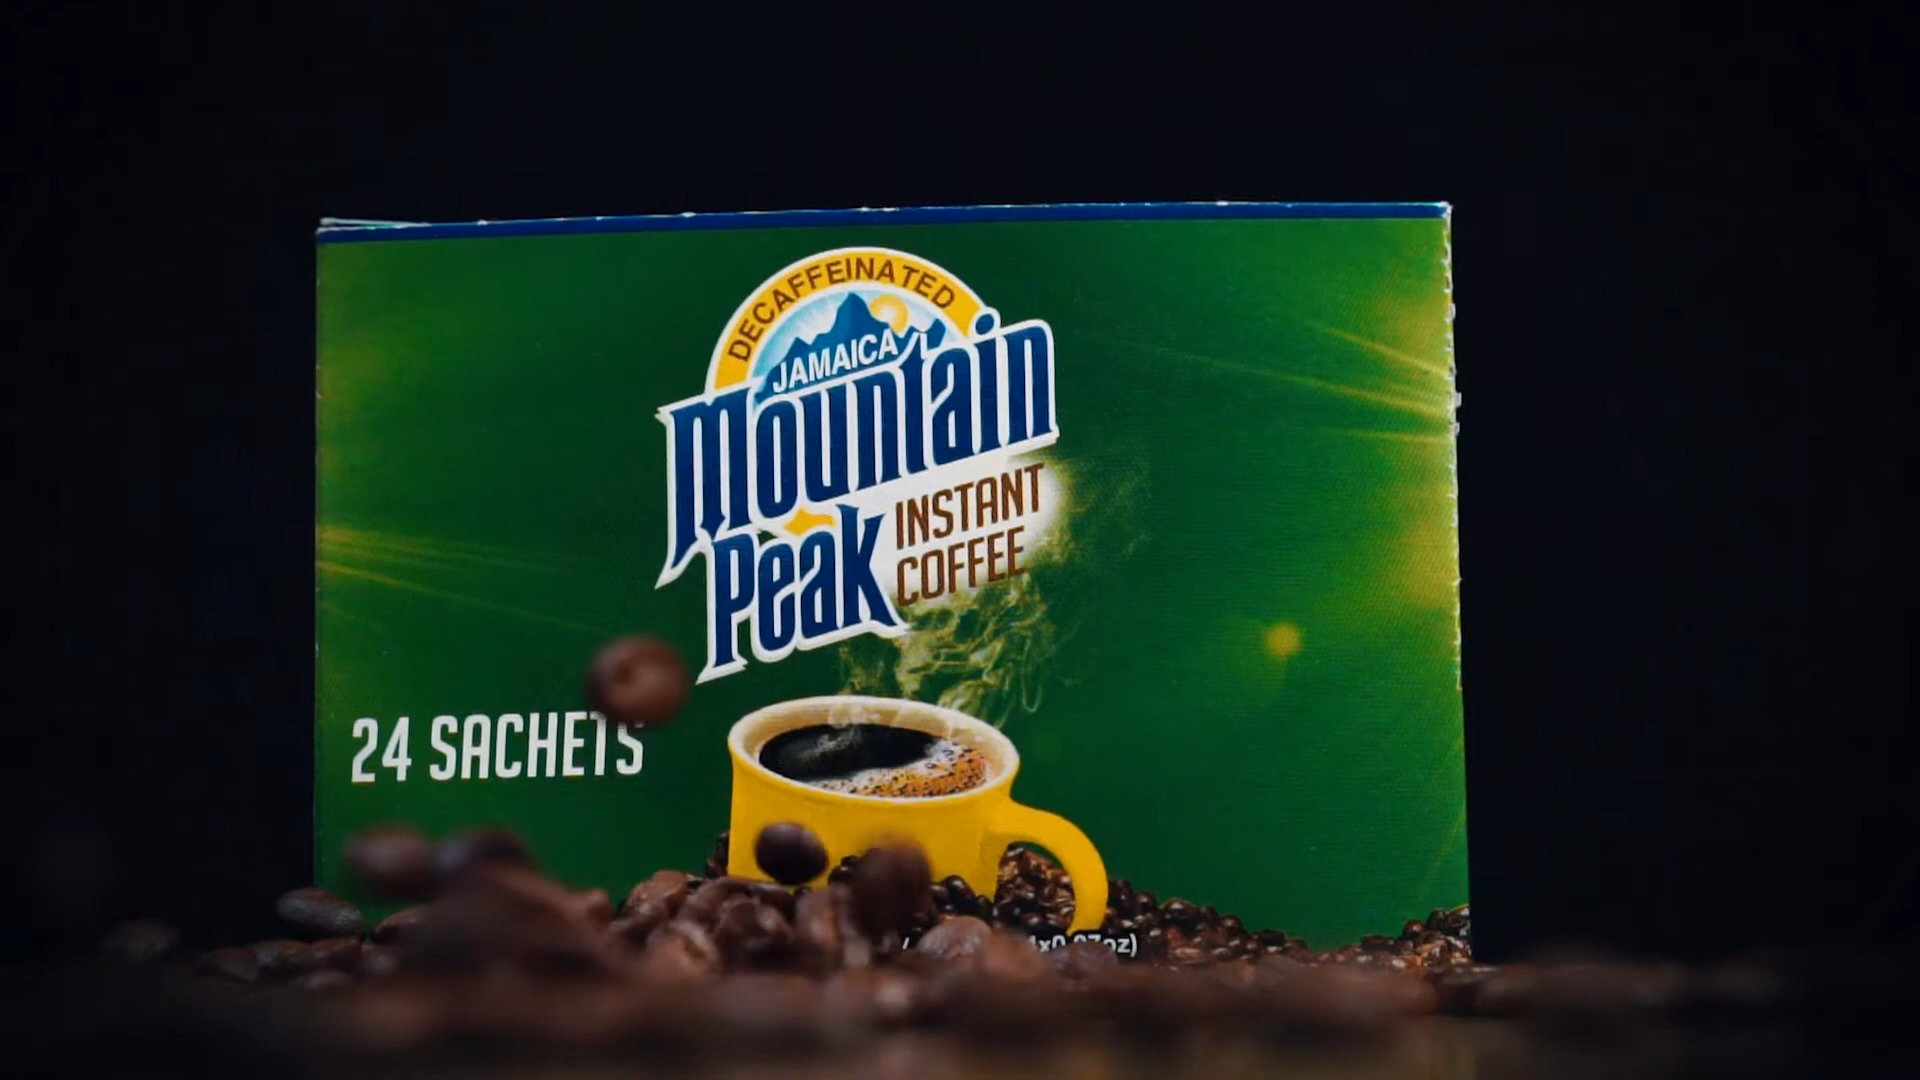 DECAFFEINATED
JAMAICA
Mountain
Peak
INSTANT
COFFEE
24 SACHETS